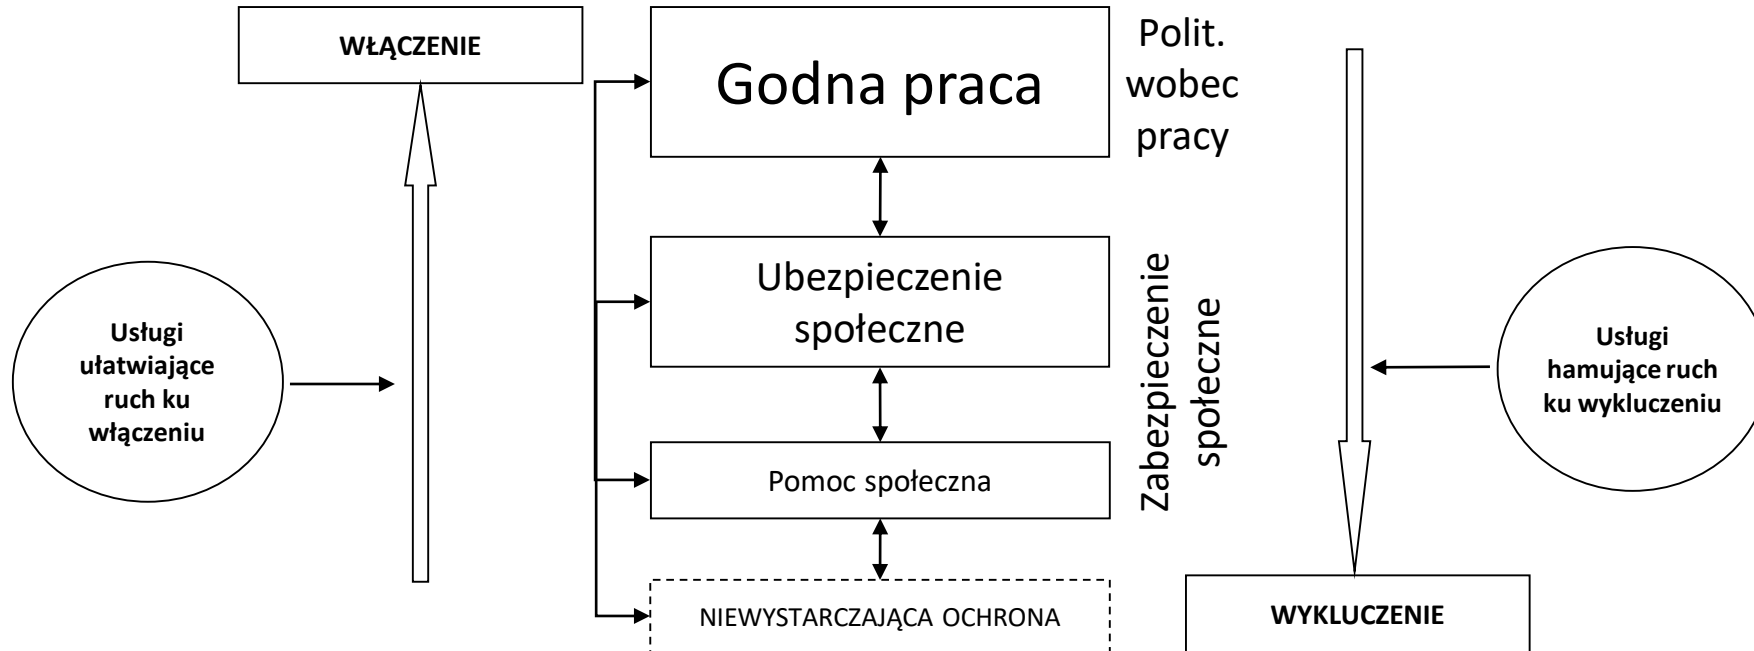 WŁĄCZENIE
Godna praca
Polit.
wobec
pracy
Ubezpieczenie
społeczne
Zabezpieczenie
społeczne
Usługi
ułatwiające
ruch ku
włączeniu
Usługi
hamujące ruch
ku wykluczeniu
Pomoc społeczna
NIEWYSTARCZAJĄCA OCHRONA
WYKLUCZENIE